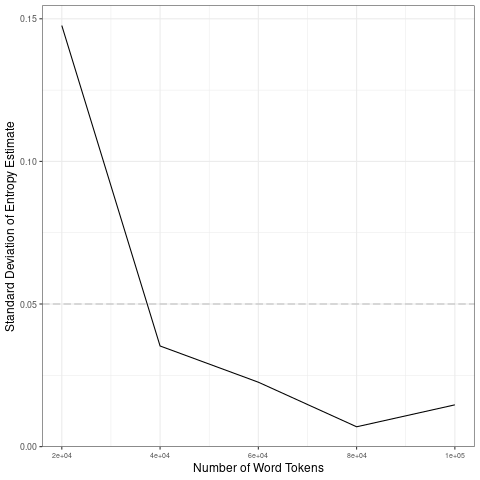 Standard Deviation of Entropy Estimate
0.15
0.10
0.05
0.00
2e+04 4e+04 6e+04 8e+04 1e+05
Number of Word Tokens